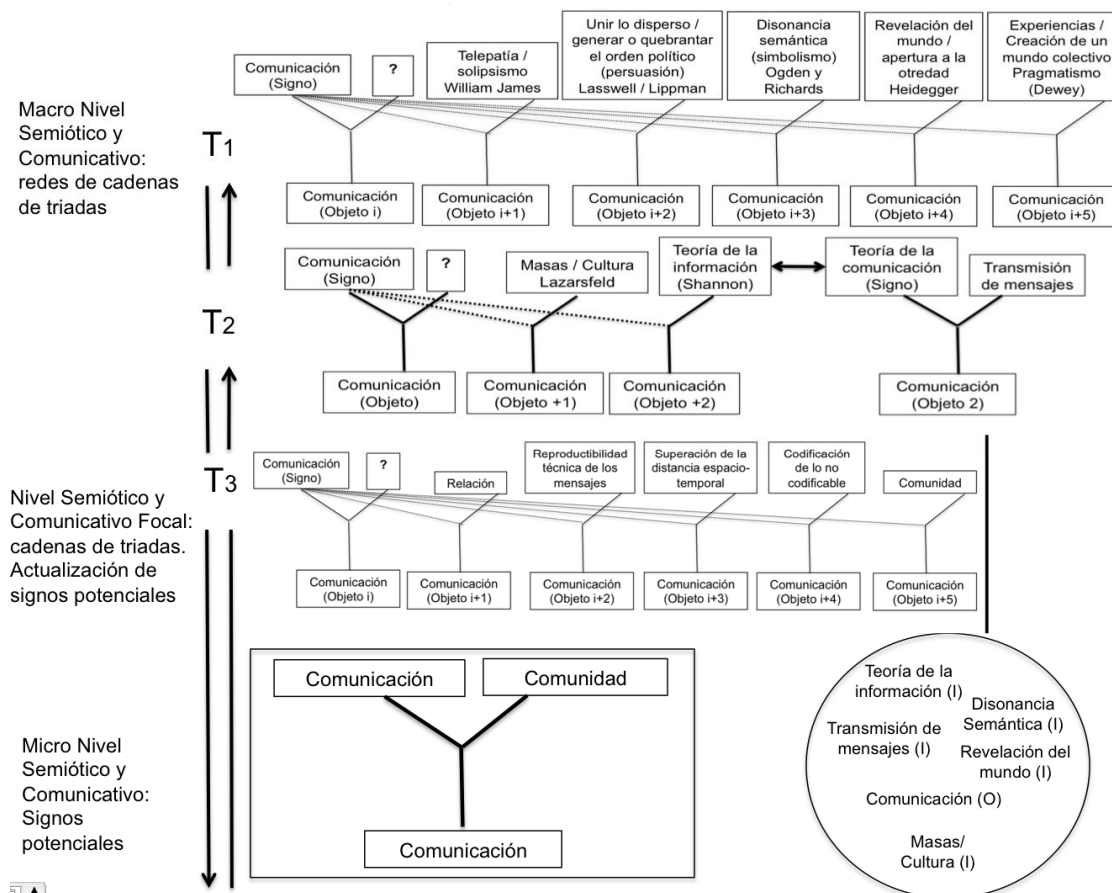 Macro Nivel
Semiótico y
Comunicativo:
redes de cadenas
de triadas
T1
Comunicación
(Signo)
?
Telepatía /
solipsismo
William James
Unir lo disperso /
generar o quebrantar
el orden político
(persuasión)
Lasswell / Lippman
Disonancia
semántica
(simbolismo)
Ogden y
Richards
Revelación del
mundo /
apertura a la
otredad
Heidegger
Experiencias /
Creación de un
mundo colectivo
Pragmatismo
(Dewey)
Comunicación
(Objeto i)
Comunicación
(Objeto i+1)
Comunicación
(Objeto i+2)
Comunicación
(Objeto i+3)
Comunicación
(Objeto i+4)
Comunicación
(Objeto i+5)
T2
Comunicación
(Signo)
?
Masas / Cultura
Lazarsfeld
Teoría de la
información
(Shannon)
Teoría de la
comunicación
(Signo)
Transmisión
de mensajes
Comunicación
(Objeto)
Comunicación
(Objeto +1)
Comunicación
(Objeto +2)
Comunicación
(Objeto 2)
Nivel Semiótico y
Comunicativo Focal:
cadenas de triadas.
Actualización de
signos potenciales
T3
Comunicación
(Signo)
?
Relación
Reproductibilidad
técnica de los
mensajes
Superación de la
distancia espacio-
temporal
Codificación
de lo no
codificable
Comunidad
Comunicación
(Objeto i)
Comunicación
(Objeto i+1)
Comunicación
(Objeto i+2)
Comunicación
(Objeto i+3)
Comunicación
(Objeto i+4)
Comunicación
(Objeto i+5)
Micro Nivel
Semiótico y
Comunicativo:
Signos
potenciales
Comunicación
Comunidad
Comunicación
Teoría de la
información (I)
Disonancia
Semántica (I)
Transmisión de
mensajes (I)
Revelación del
mundo (I)
Comunicación (O)
Masas/
Cultura (I)